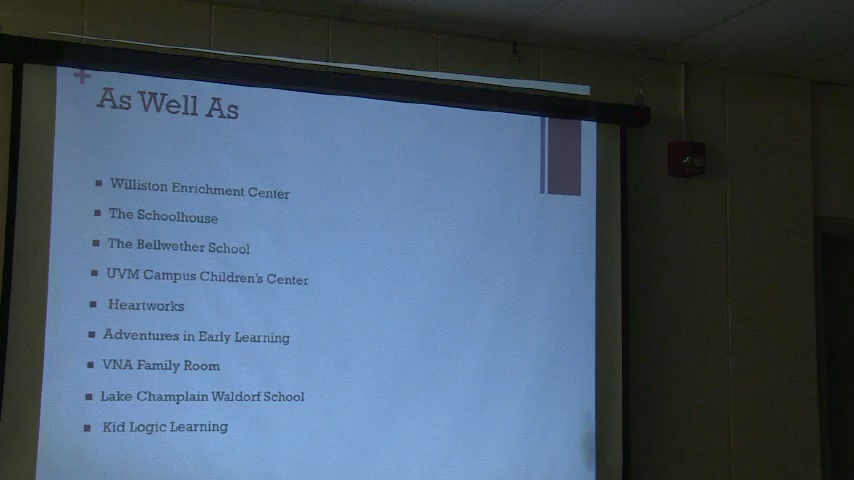 As Well As
Williston Enrichment Center
The Schoolhouse
The Bellwether School
UVM Campus Children's Center
Heartworks
Adventures in Early Learning
VNA Family Room
Lake Champlain Waldorf School
Kid Logic Learning